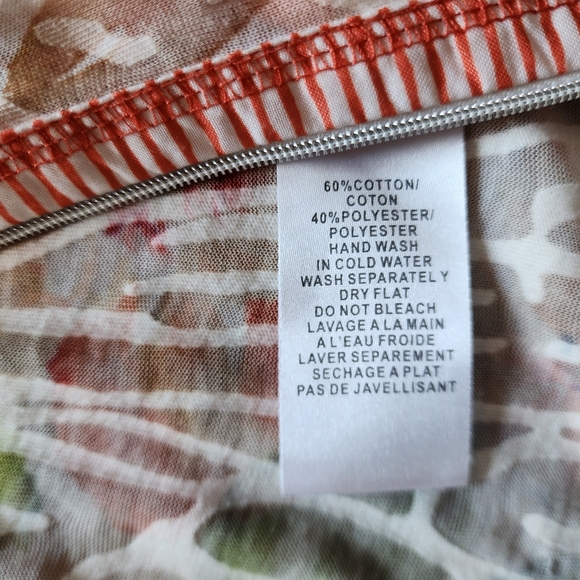 60%COTTON/
COTON
40%POLYESTER/
POLYESTER
HAND WASH
IN COLD WATER
WASH SEPARATELY
DRY FLAT
DO NOT BLEACH
LAVAGE A LA MAIN
A L'EAU FROIDE
LAVER SEPAREMENT
SECHAGE A PLAT
PAS DE JAVELLISANT